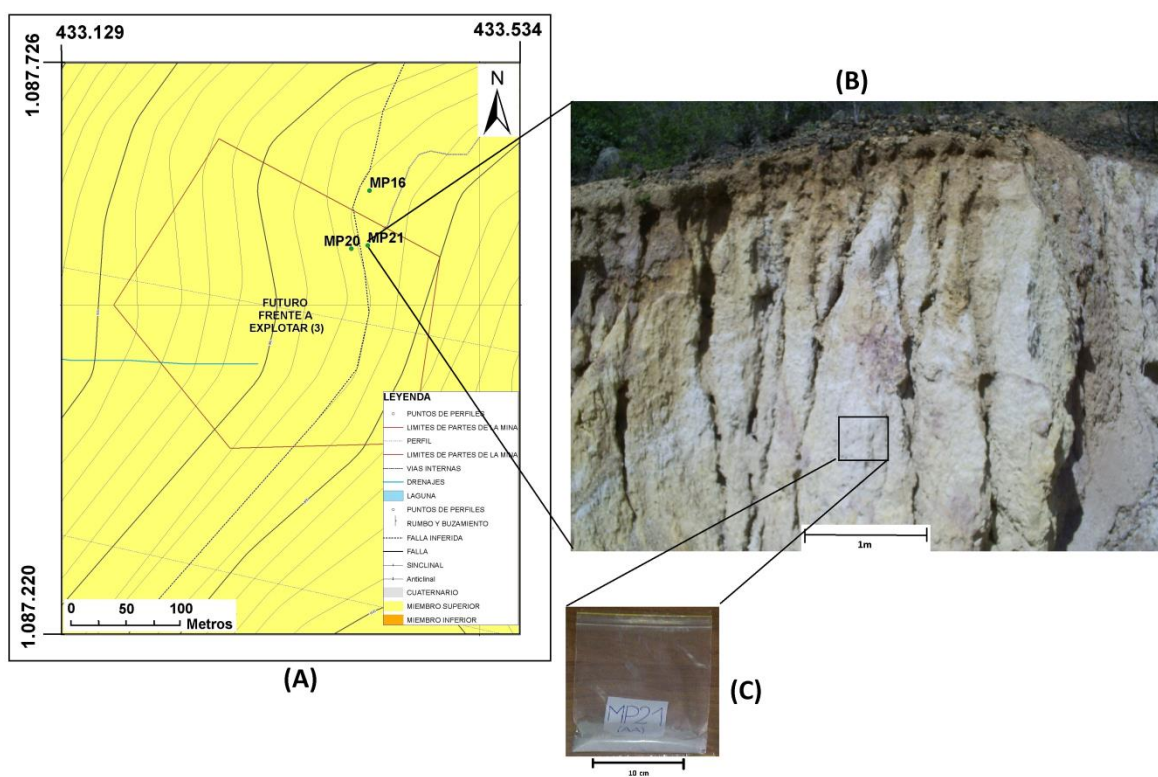 433.129
433.534
1.087.726
N
MP16
MP20
MP21
FUTURO
FRENTE A
EXPLOTAR (3)
1.087.220
0 50 100
Metros
LEYENDA
PUNTOS DE PERFILES
LIMITES DE PARTES DE LA MINA
PERFIL
LIMITES DE PARTES DE LA MINA
VIAS INTERNAS
DRENAJES
LAGUNA
PUNTOS DE PERFILES
RUMBO Y BUZAMIENTO
FALLA INFERIDA
FALLA
SINCLINAL
Anticlinal
CUATERNARIO
MIEMBRO SUPERIOR
MIEMBRO INFERIOR
(A)
(B)
1m
MP21
(C)
10 cm